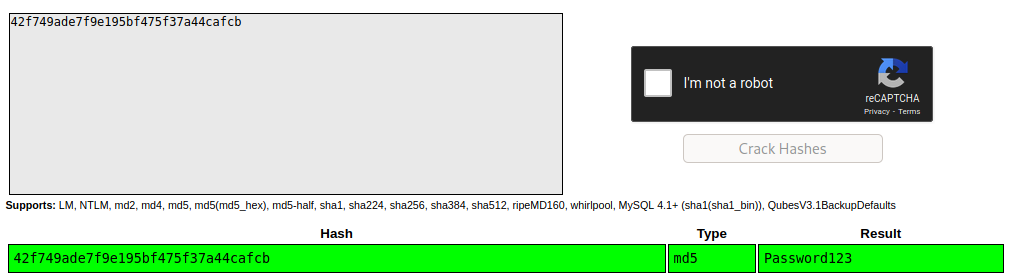 42f749ade7f9e195bf475f37a44cafcb
I'm not a robot
reCAPTCHA
Privacy - Terms
Crack Hashes
Supports: LM, NTLM, md2, md4, md5, md5(md5_hex), md5-half, sha1, sha224, sha256, sha384, sha512, ripeMD160, whirlpool, MySQL 4.1+ (sha1(sha1_bin)), QubesV3.1BackupDefaults
Hash Type Result
42f749ade7f9e195bf475f37a44cafcb md5 Password123